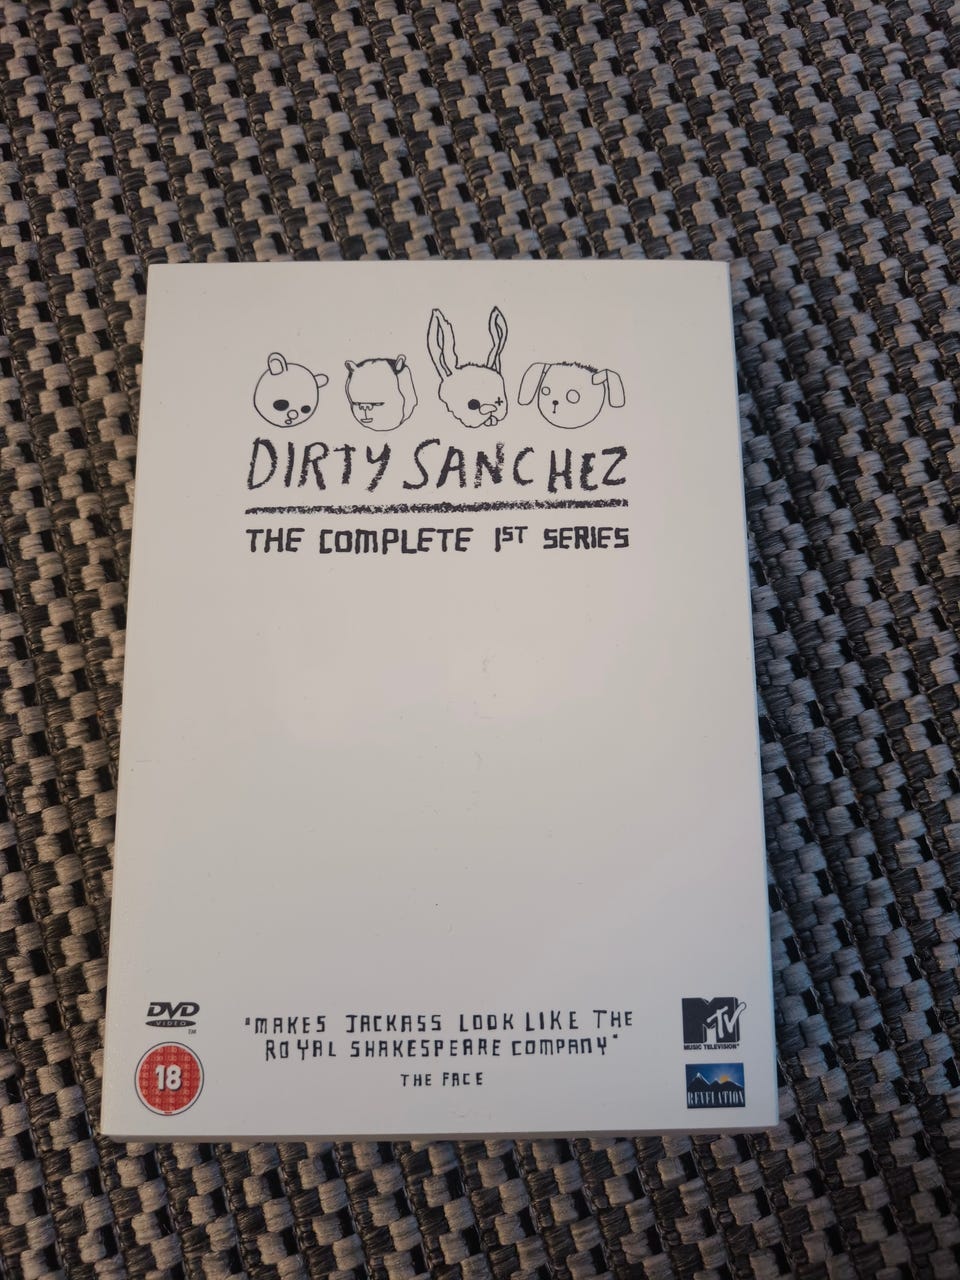 DIRTY SANCHEZ
THE COMPLETE 1ST SERIES
DVD
VIDEO
TM
18
"MAKES JACKASS LOOK LIKE THE
ROYAL SHAKESPEARE COMPANY"
THE FACE
MTV
MUSIC TELEVISION®
REVELATION